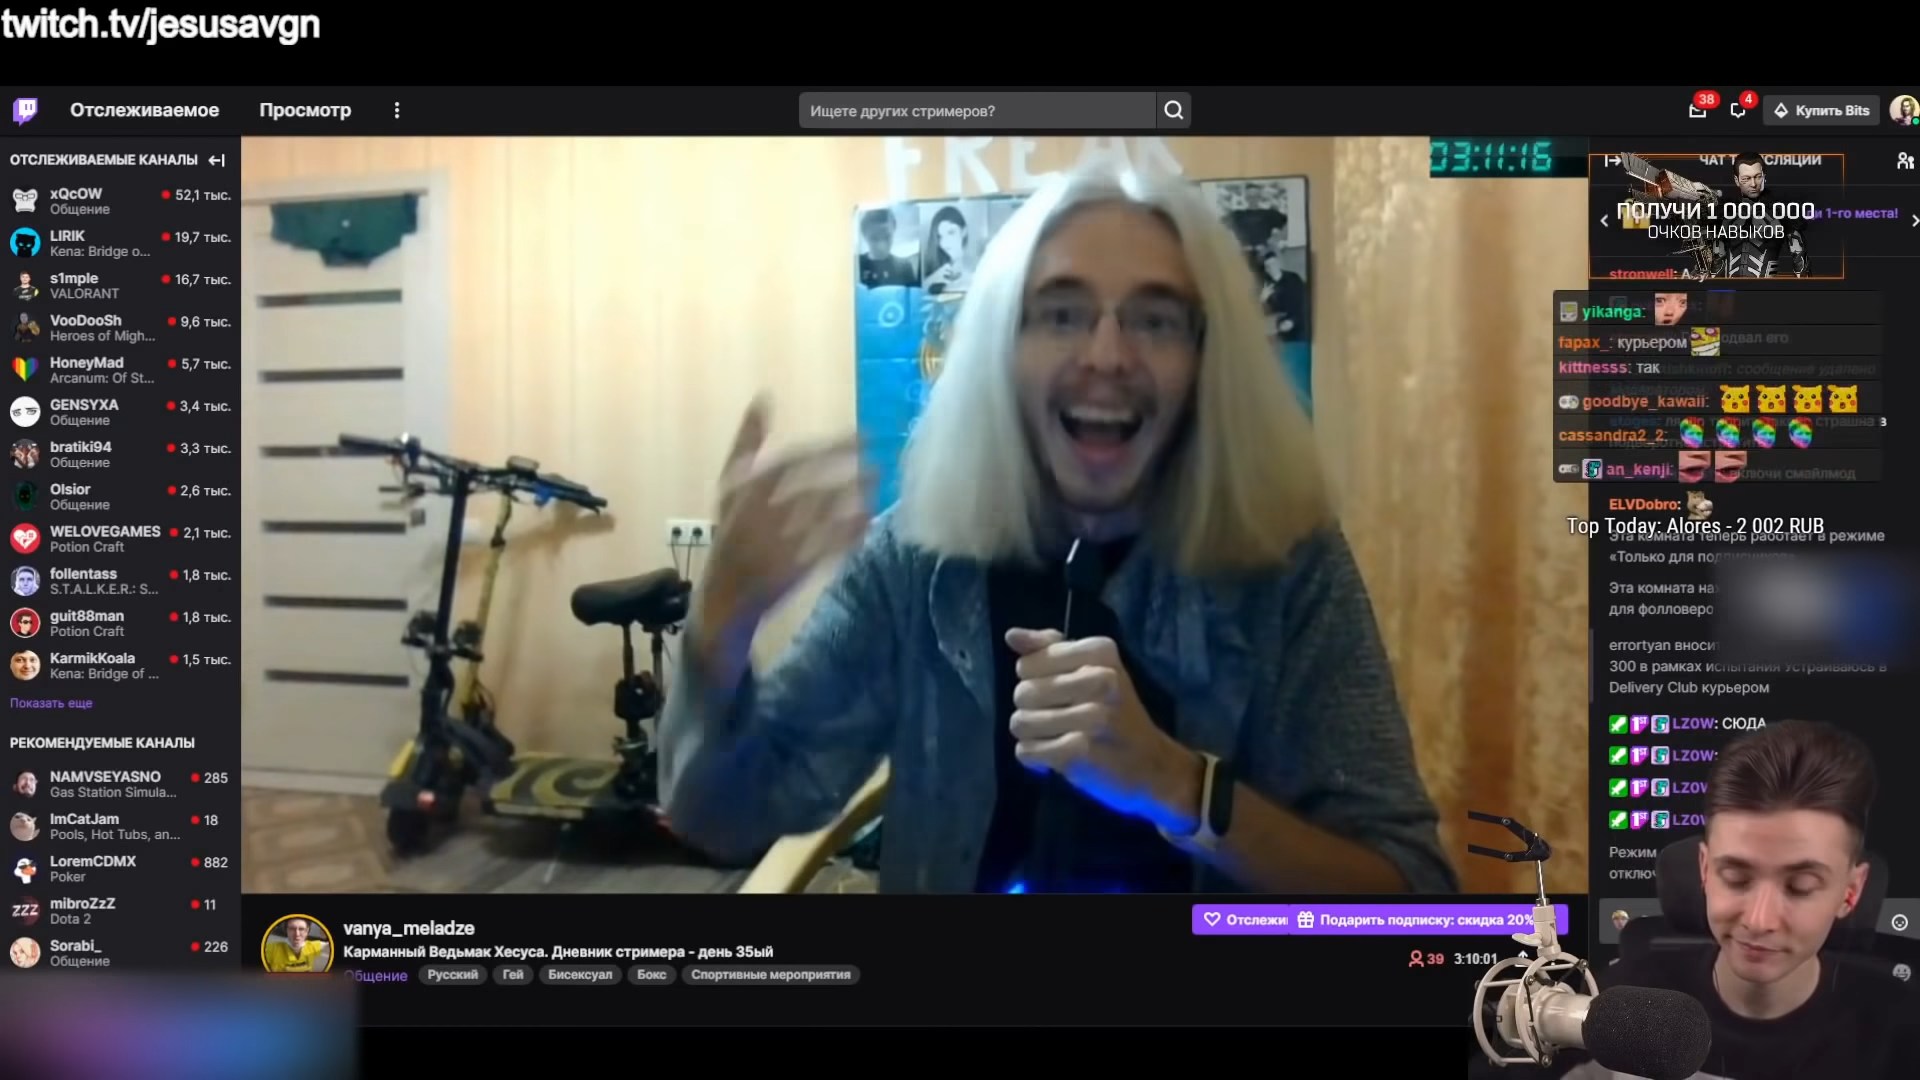 twitch.tv/jesusavgn
Отслеживаемое
Просмотр
Ищете других стримеров?
38
4
Купить Bits
ОТСЛЕЖИВАЕМЫЕ КАНАЛЫ
xQcOW
52,1 тыс.
Общение
LIRIK
19,7 тыс.
Kena: Bridge o...
s1mple
16,7 тыс.
VALORANT
VooDooSh
9,6 тыс.
Heroes of Migh...
HoneyMad
5,7 тыс.
Arcanum: Of St...
GENSYXA
3,4 тыс.
Общение
bratiki94
3,3 тыс.
Общение
Olsior
2,6 тыс.
Общение
WELOVEGAMES
2,1 тыс.
Potion Craft
follentass
1,8 тыс.
S.T.A.L.K.E.R.: S...
guit88man
1,8 тыс.
Potion Craft
KarmikKoala
1,5 тыс.
Kena: Bridge of ...
Показать еще
РЕКОМЕНДУЕМЫЕ КАНАЛЫ
NAMVSEYASNO
285
Gas Station Simula...
ImCatJam
18
Pools, Hot Tubs, an...
LoremCDMX
882
Poker
mibroZzZ
11
Dota 2
Sorabi_
226
Общение
FREAK
03:11:16
vanya_meladze
Карманный Ведьмак Хесуса. Дневник стримера - день 35ый
Общение
Русский
Гей
Бисексуал
Бокс
Спортивные мероприятия
Отслежи
Подарить подписку: скидка 20%
39
3:10:01
ПОЛУЧИ 1 000 000
ОЧКОВ НАВЫКОВ
и 1-го места!
stronwell:
yikanga:
fapax_: курьером
kittnesss: так
goodbye_kawaii:
cassandra2_2:
an_kenji:
ELVDobro:
Top Today: Alores - 2 002 RUB
Эта комната теперь работает в режиме
«Только для подписчиков».
Эта комната на
для фолловеро
errortyan вносит
300 в рамках испытания Устраиваюсь в
Delivery Club курьером
LZOW: СЮДА
LZOW:
LZOW
LZOW
Режим
отключ